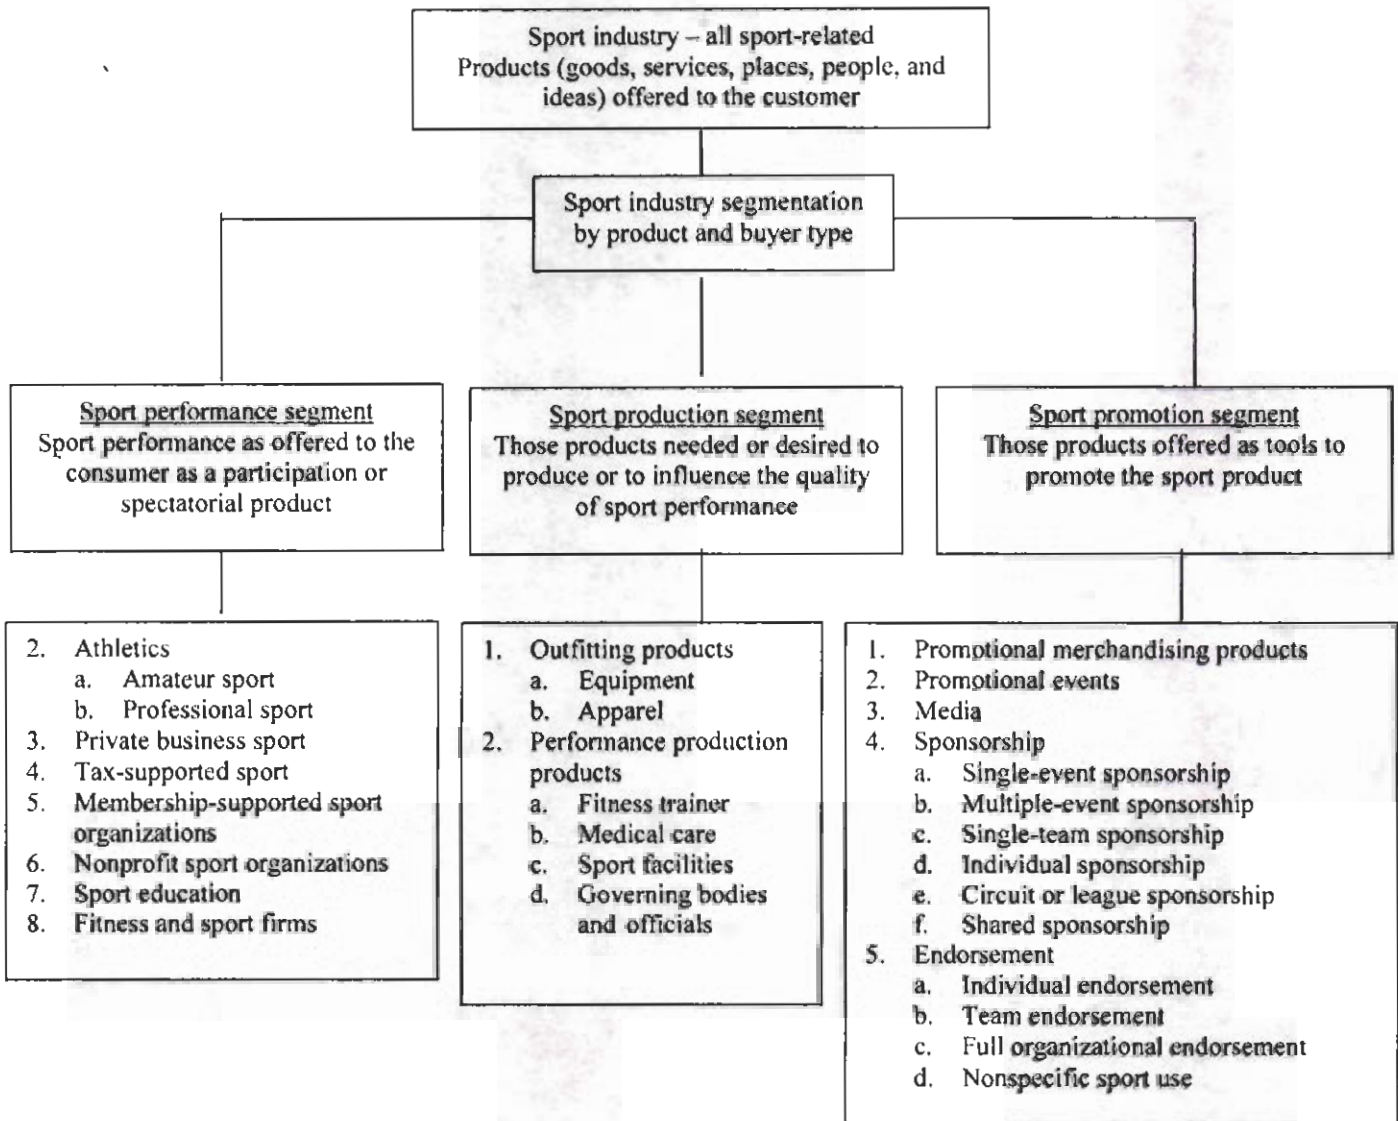 Sport industry – all sport-related
Products (goods, services, places, people, and
ideas) offered to the customer
Sport industry segmentation
by product and buyer type
Sport performance segment
Sport performance as offered to the
consumer as a participation or
spectatorial product
Sport production segment
Those products needed or desired to
produce or to influence the quality
of sport performance
Sport promotion segment
Those products offered as tools to
promote the sport product
2. Athletics
a. Amateur sport
b. Professional sport
3. Private business sport
4. Tax-supported sport
5. Membership-supported sport
organizations
6. Nonprofit sport organizations
7. Sport education
8. Fitness and sport firms
1. Outfitting products
a. Equipment
b. Apparel
2. Performance production
products
a. Fitness trainer
b. Medical care
c. Sport facilities
d. Governing bodies
and officials
1. Promotional merchandising products
2. Promotional events
3. Media
4. Sponsorship
a. Single-event sponsorship
b. Multiple-event sponsorship
c. Single-team sponsorship
d. Individual sponsorship
e. Circuit or league sponsorship
f. Shared sponsorship
5. Endorsement
a. Individual endorsement
b. Team endorsement
c. Full organizational endorsement
d. Nonspecific sport use